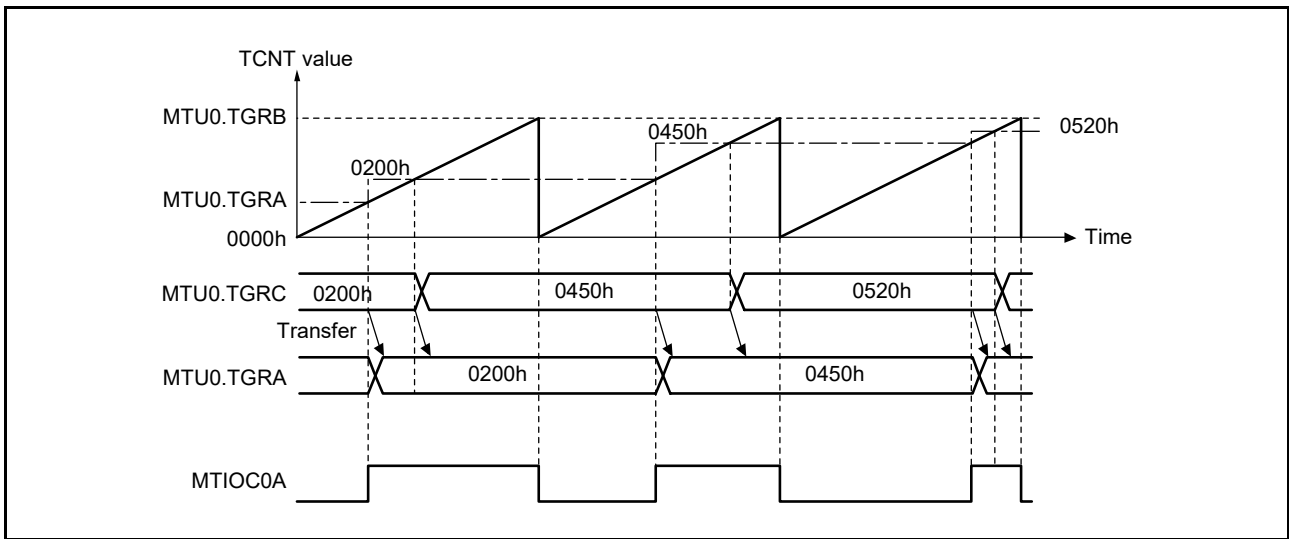 TCNT value
MTU0.TGRB
0520h
0450h
0200h
MTU0.TGRA
0000h
Time
MTU0.TGRC
0200h
0450h
0520h
Transfer
MTU0.TGRA
0200h
0450h
MTIOC0A